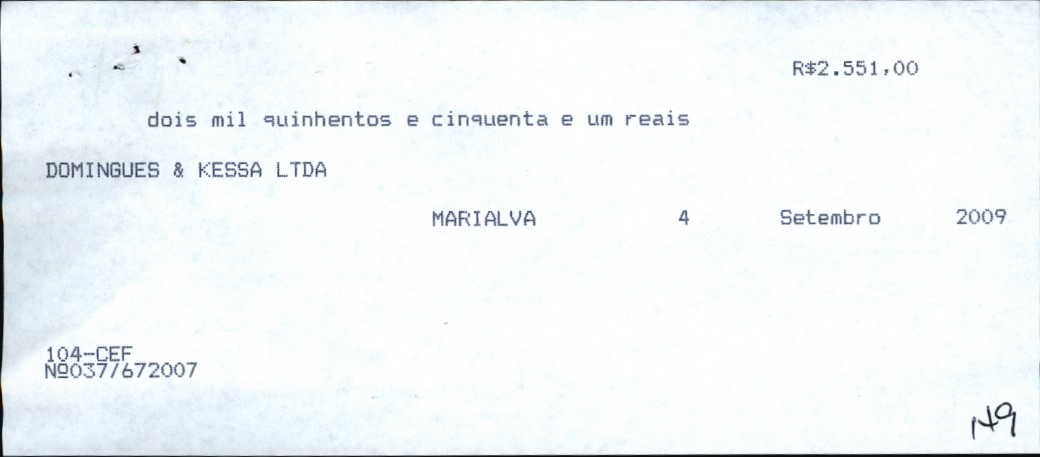 R$2.551,00
dois mil quinhentos e cinquenta e um reais
DOMINGUES & KESSA LTDA
MARIALVA 4 Setembro 2009
104-CEF
Nº037/672007
149